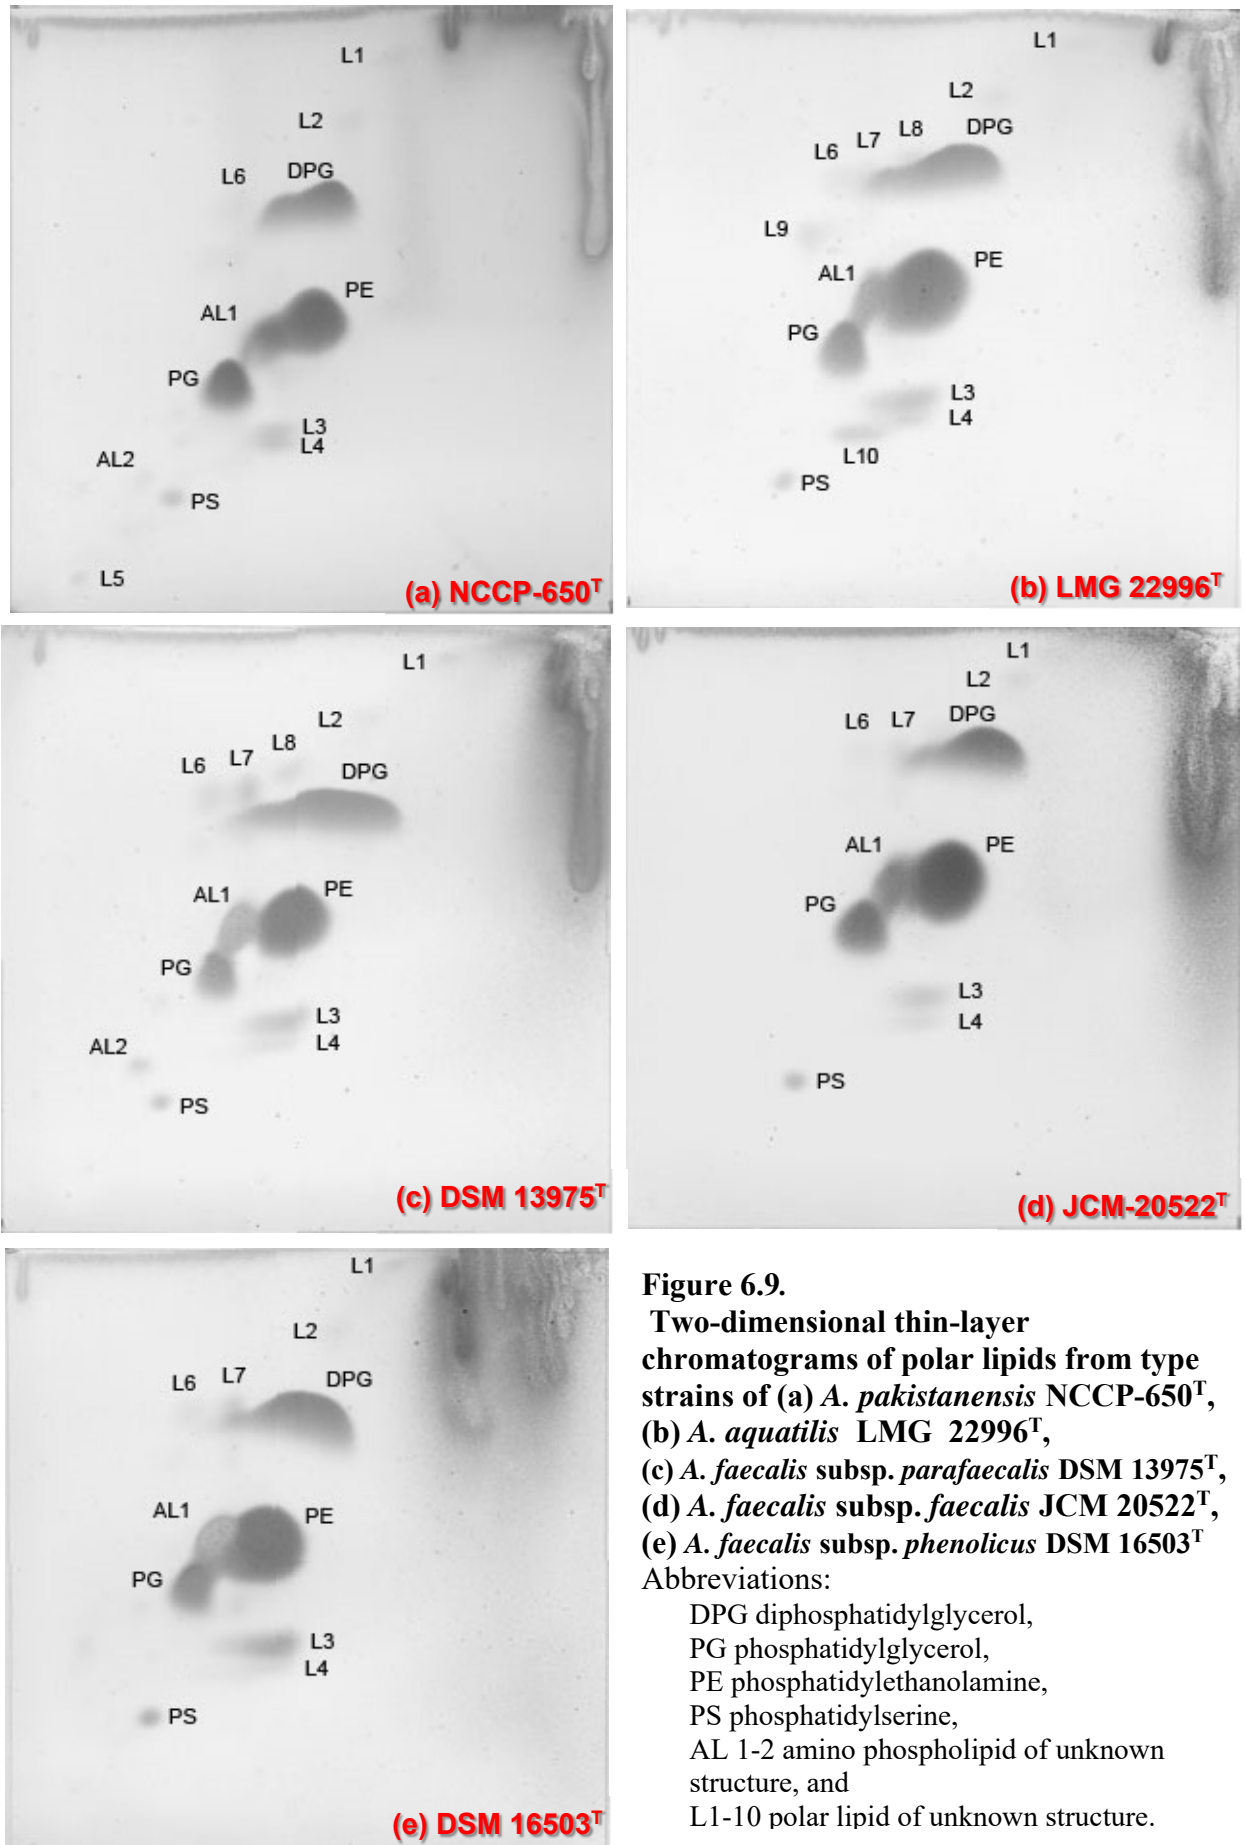 L1
L2
L6
DPG
AL1
PE
PG
L3
L4
AL2
PS
L5
(a) NCCP-650ᵀ
L1
L2
L8
DPG
L7
L6
L9
AL1
PE
PG
L3
L4
L10
PS
(b) LMG 22996ᵀ
L1
L2
L8
L7
L6
DPG
AL1
PE
PG
L3
L4
AL2
PS
(c) DSM 13975ᵀ
L1
L2
L6
L7
DPG
AL1
PE
PG
L3
L4
PS
(d) JCM-20522ᵀ
L1
L2
L6
L7
DPG
AL1
PE
PG
L3
L4
PS
(e) DSM 16503ᵀ
Figure 6.9.
Two-dimensional thin-layer
chromatograms of polar lipids from type
strains of (a) A. pakistanensis NCCP-650ᵀ,
(b) A. aquatilis LMG 22996ᵀ,
(c) A. faecalis subsp. parafaecalis DSM 13975ᵀ,
(d) A. faecalis subsp. faecalis JCM 20522ᵀ,
(e) A. faecalis subsp. phenolicus DSM 16503ᵀ
Abbreviations:
DPG diphosphatidylglycerol,
PG phosphatidylglycerol,
PE phosphatidylethanolamine,
PS phosphatidylserine,
AL 1-2 amino phospholipid of unknown
structure, and
L1-10 polar lipid of unknown structure.